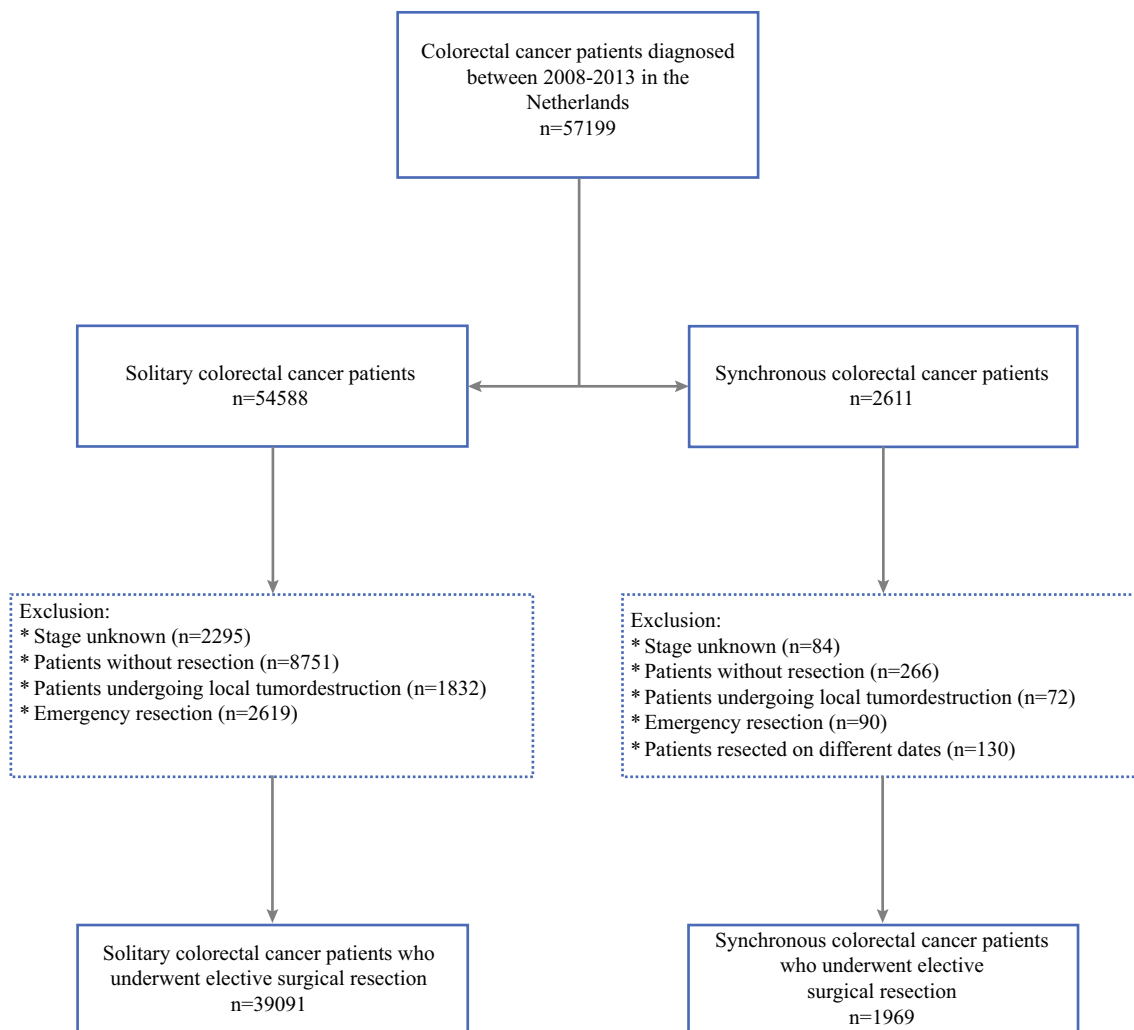 Colorectal cancer patients diagnosed
between 2008-2013 in the
Netherlands
n=57199
Solitary colorectal cancer patients
n=54588
Synchronous colorectal cancer patients
n=2611
Exclusion:
* Stage unknown (n=2295)
* Patients without resection (n=8751)
* Patients undergoing local tumordestruction (n=1832)
* Emergency resection (n=2619)
Exclusion:
* Stage unknown (n=84)
* Patients without resection (n=266)
* Patients undergoing local tumordestruction (n=72)
* Emergency resection (n=90)
* Patients resected on different dates (n=130)
Solitary colorectal cancer patients who
underwent elective surgical resection
n=39091
Synchronous colorectal cancer patients
who underwent elective
surgical resection
n=1969